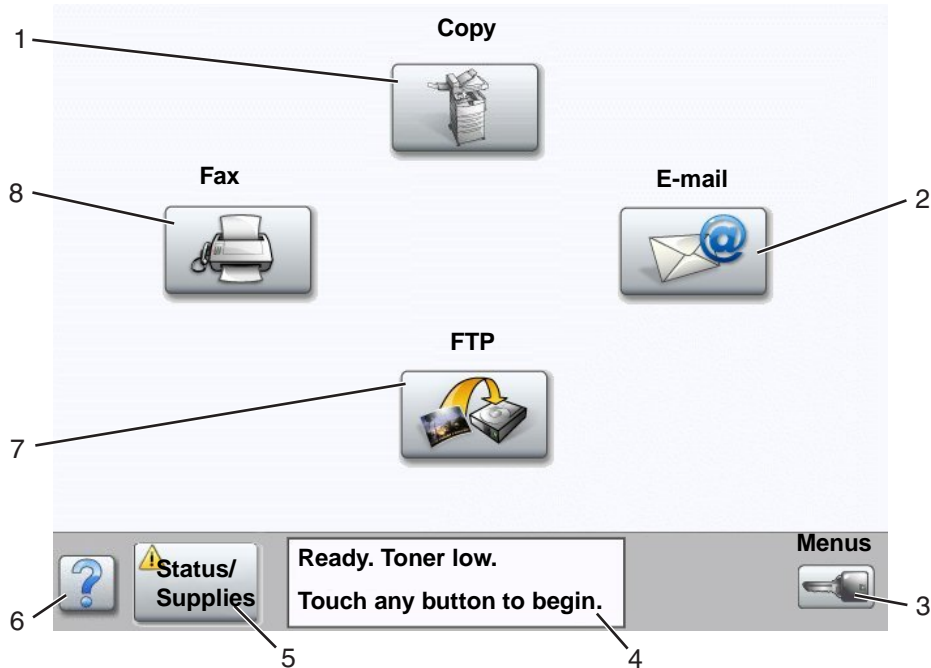 Copy
1
Fax
E-mail
8
2
FTP
7
Menus
Ready. Toner low.
Status/
Supplies
Touch any button to begin.
6
5
4
3